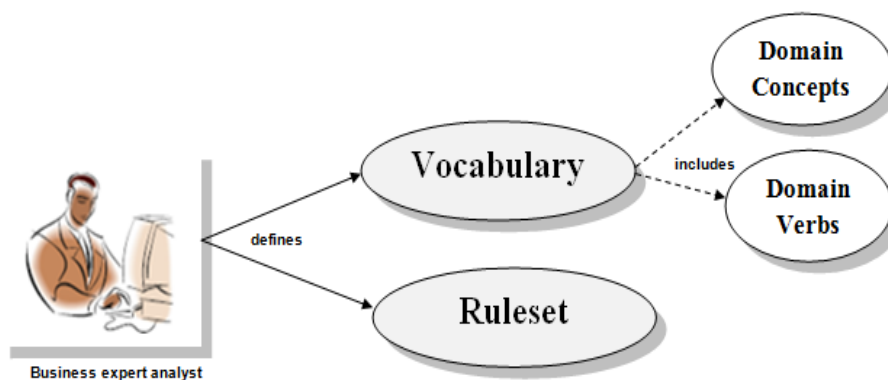 Domain
Concepts
Vocabulary
includes
Domain
Verbs
defines
Ruleset
Business expert analyst